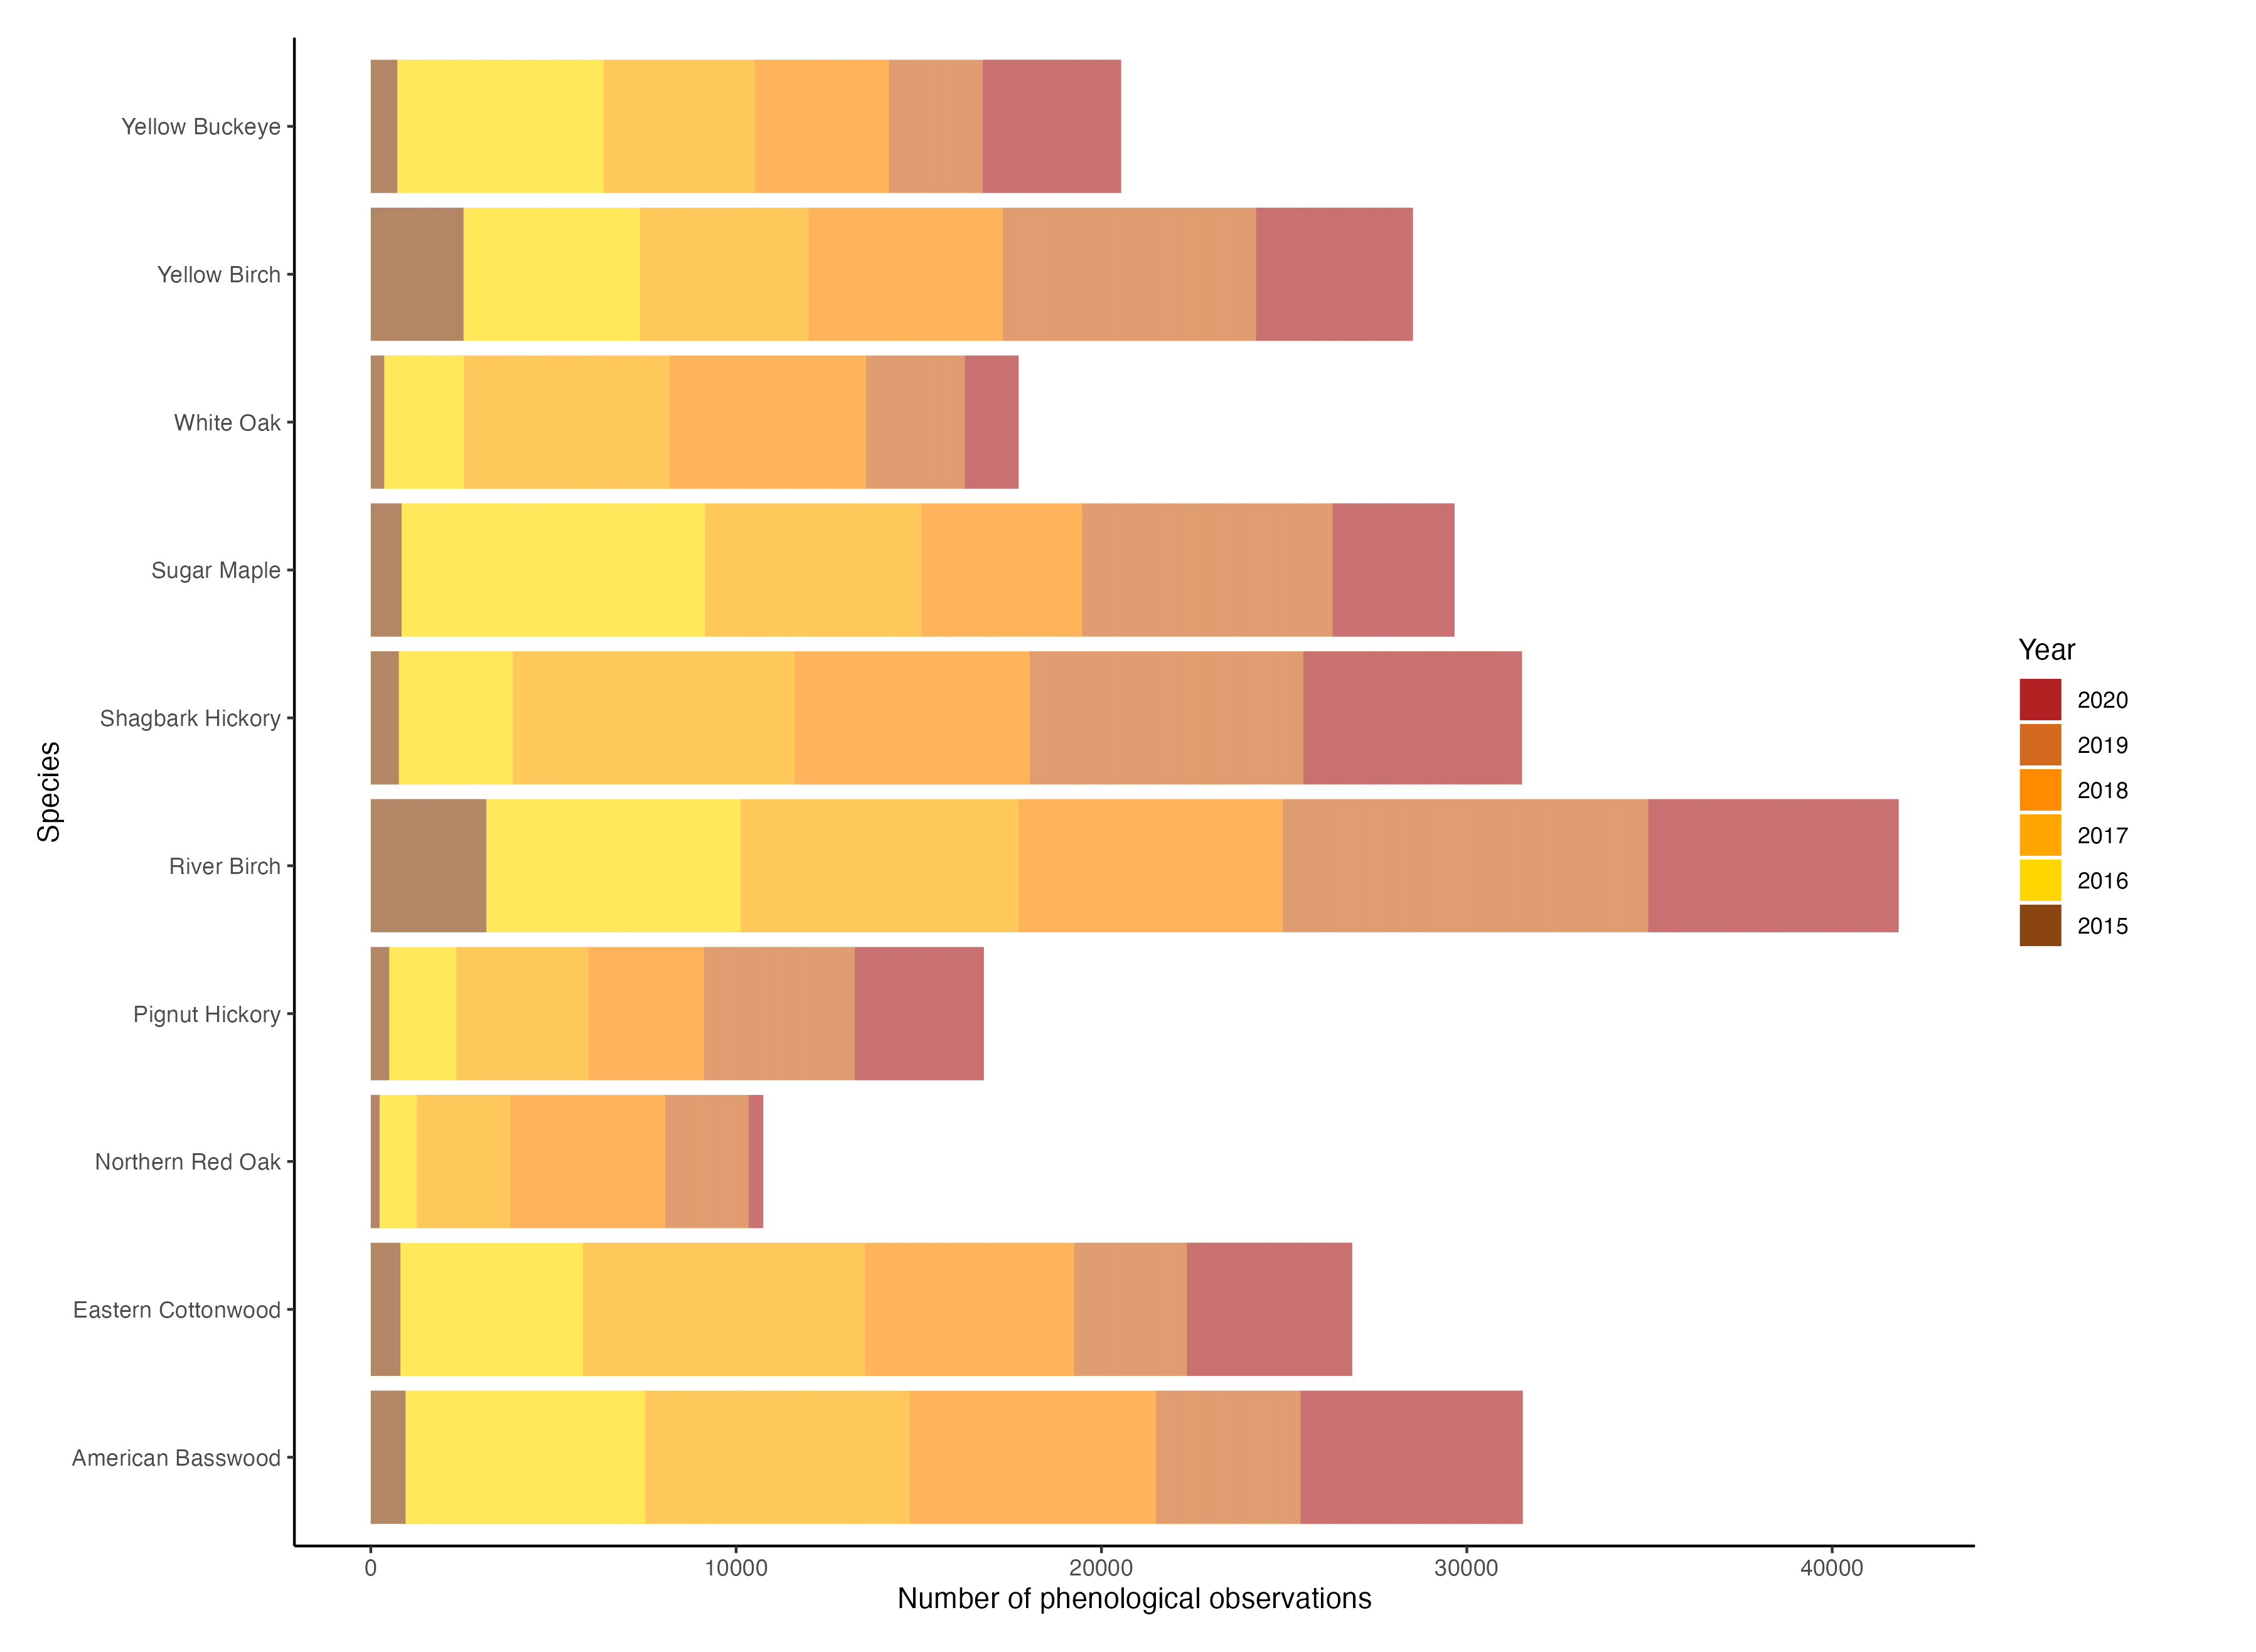 Yellow Buckeye
Yellow Birch
White Oak
Sugar Maple
Shagbark Hickory
River Birch
Pignut Hickory
Northern Red Oak
Eastern Cottonwood
American Basswood
Species
0 10000 20000 30000 40000
Number of phenological observations
Year
2020
2019
2018
2017
2016
2015